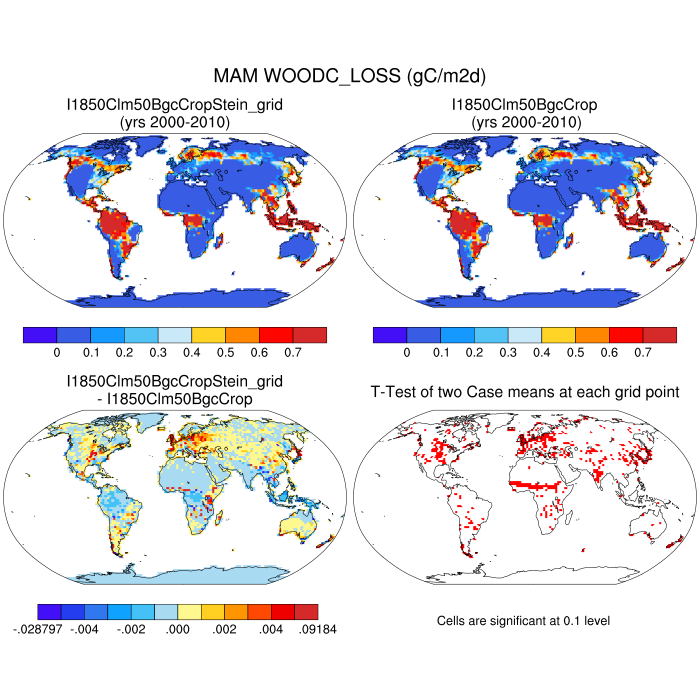 MAM WOODC_LOSS (gC/m2d)
I1850Clm50BgcCropStein_grid
(yrs 2000-2010)
I1850Clm50BgcCrop
(yrs 2000-2010)
0 0.1 0.2 0.3 0.4 0.5 0.6 0.7
0 0.1 0.2 0.3 0.4 0.5 0.6 0.7
I1850Clm50BgcCropStein_grid
- I1850Clm50BgcCrop
T-Test of two Case means at each grid point
-.028797 -.004 -.002 .000 .002 .004 .09184
Cells are significant at 0.1 level